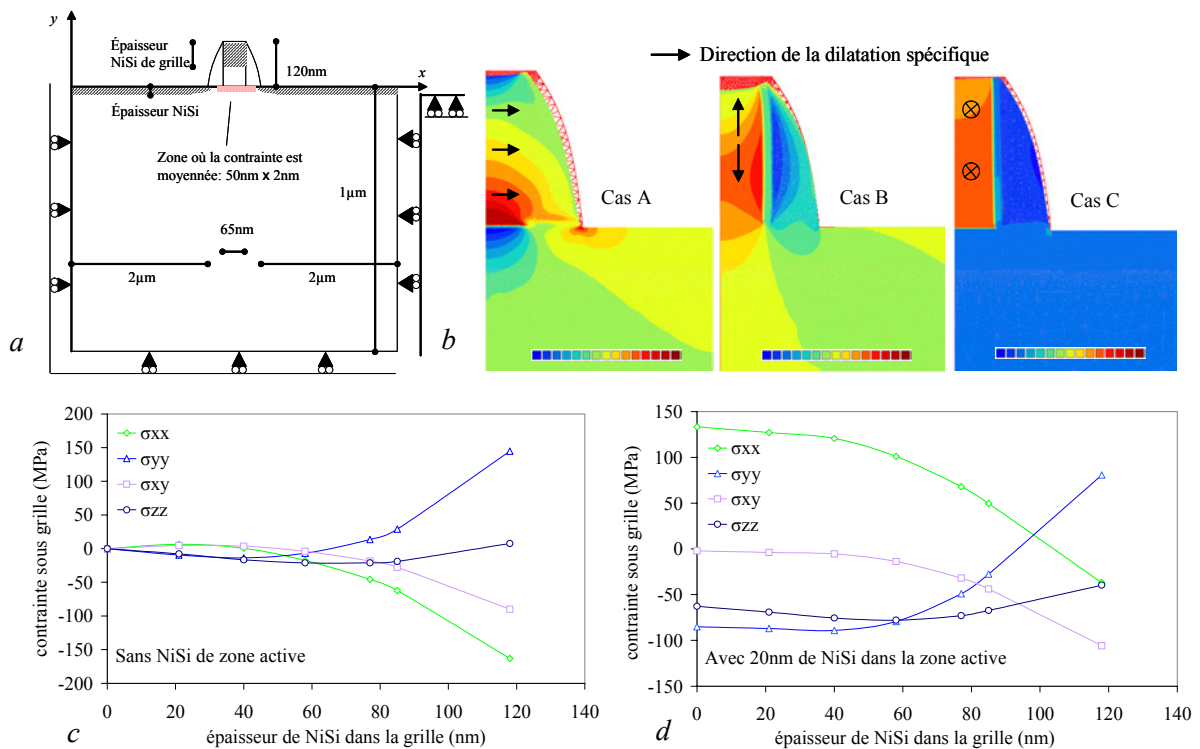 y
Épaisseur
NiSi de grille
120nm
x
Épaisseur NiSi
Zone où la contrainte est
moyennée: 50nm x 2nm
1µm
65nm
2µm
2µm
a
Direction de la dilatation spécifique
Cas A
Cas B
Cas C
b
contrainte sous grille (MPa)
200
150
100
50
0
-50
-100
-150
-200
σxx
σyy
σxy
σzz
Sans NiSi de zone active
0 20 40 60 80 100 120 140
épaisseur de NiSi dans la grille (nm)
c
contrainte sous grille (MPa)
150
100
50
0
-50
-100
-150
σxx
σyy
σxy
σzz
Avec 20nm de NiSi dans la zone active
0 20 40 60 80 100 120 140
épaisseur de NiSi dans la grille (nm)
d